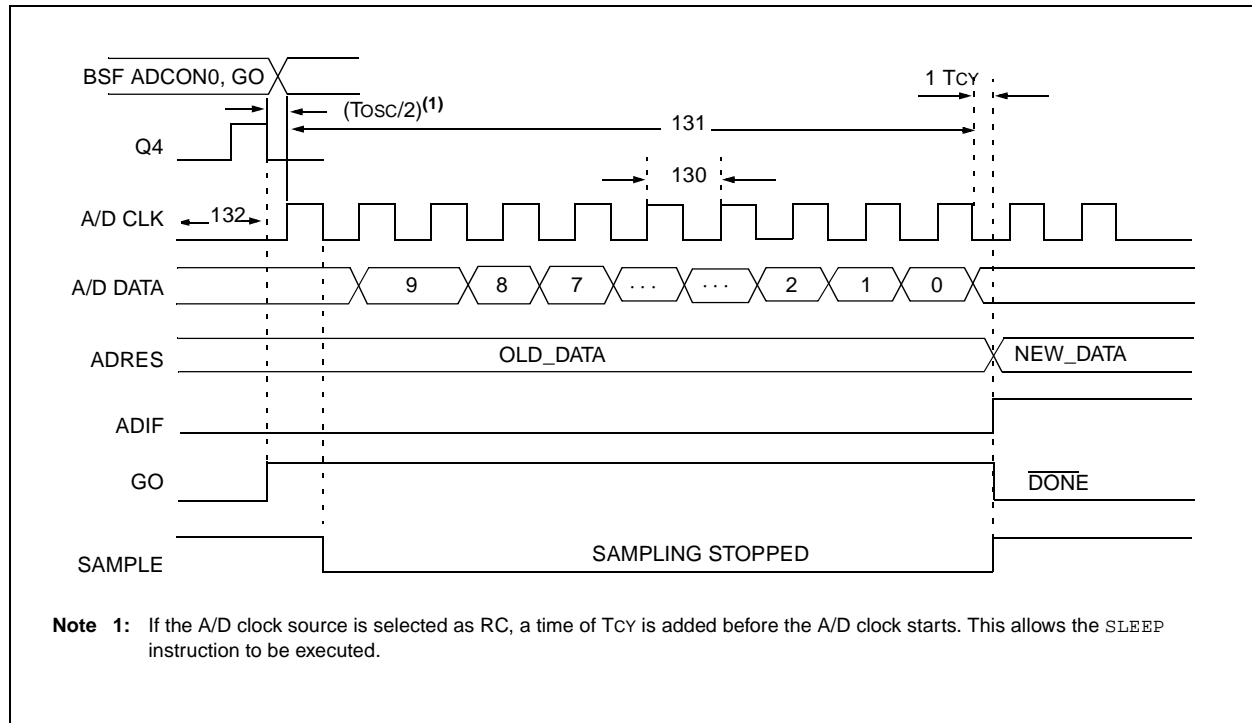 BSF ADCON0, GO
1 TCY
(TOSC/2)(1)
131
Q4
130
A/D CLK
132
A/D DATA
9 8 7 ... ... 2 1 0
ADRES
OLD_DATA
NEW_DATA
ADIF
GO
DONE
SAMPLE
SAMPLING STOPPED
Note 1: If the A/D clock source is selected as RC, a time of TCY is added before the A/D clock starts. This allows the SLEEP
instruction to be executed.